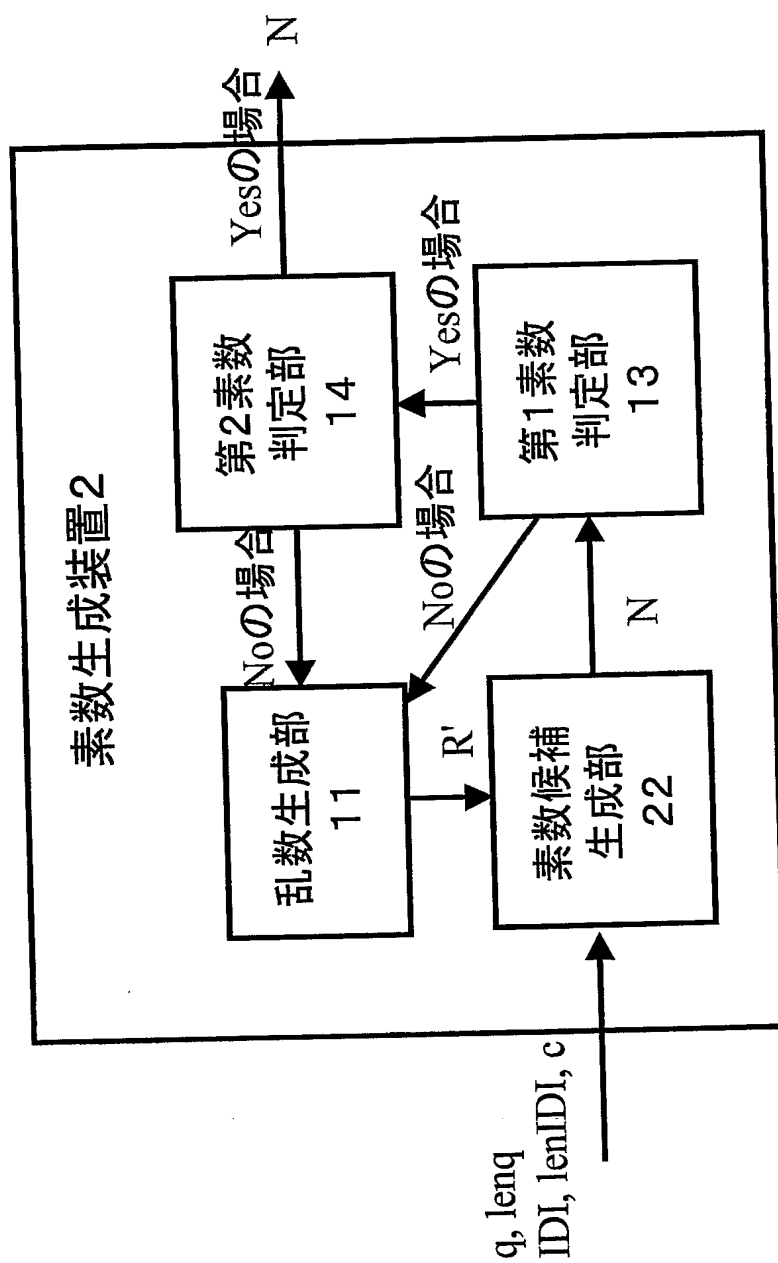 素数生成装置2
q, lenq
IDI, lenIDI, c
乱数生成部
11
R'
素数候補
生成部
22
N
第1素数
判定部
13
Noの場合
Yesの場合
第2素数
判定部
14
Noの場合
Yesの場合
N